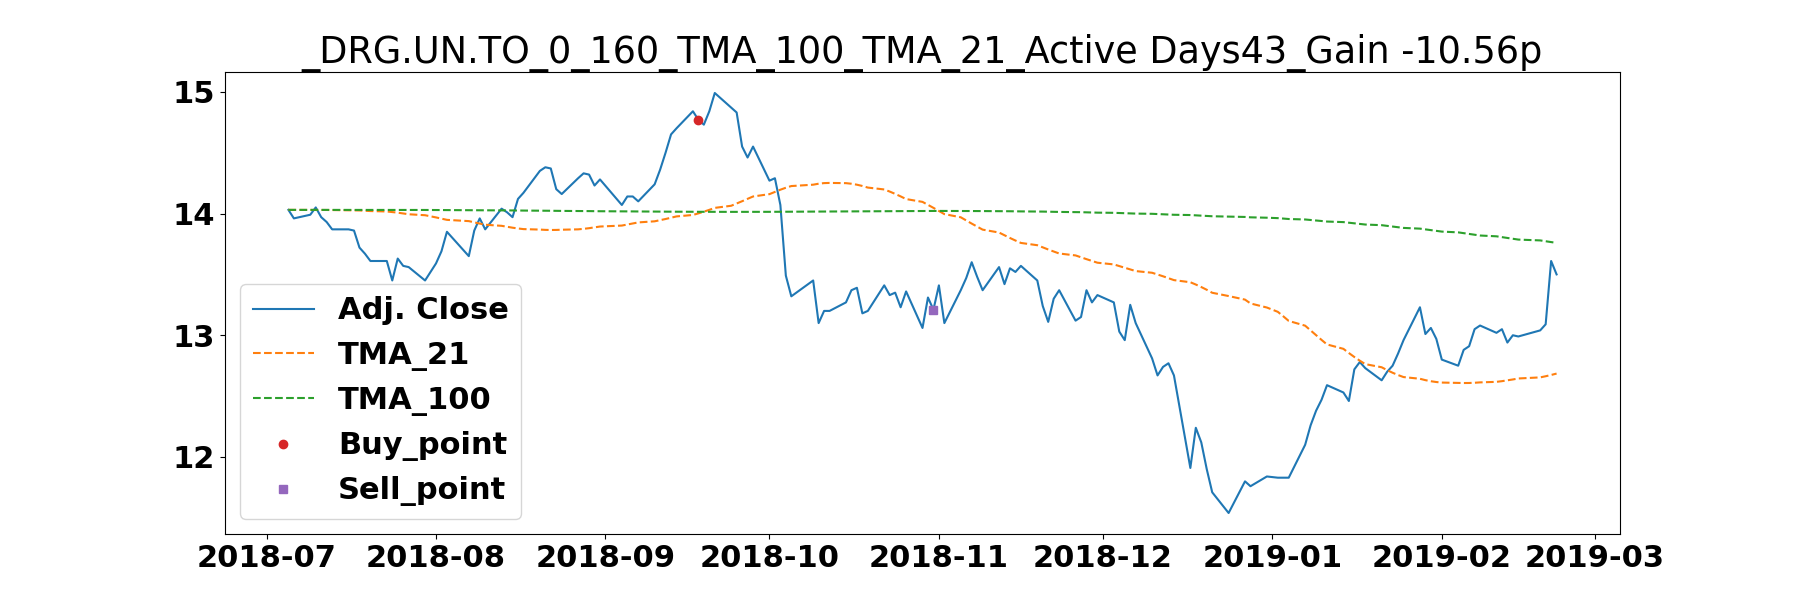 _DRG.UN.TO_0_160_TMA_100_TMA_21_Active Days43_Gain -10.56p
15
14
13
12
Adj. Close
TMA_21
TMA_100
Buy_point
Sell_point
2018-07 2018-08 2018-09 2018-10 2018-11 2018-12 2019-01 2019-02 2019-03